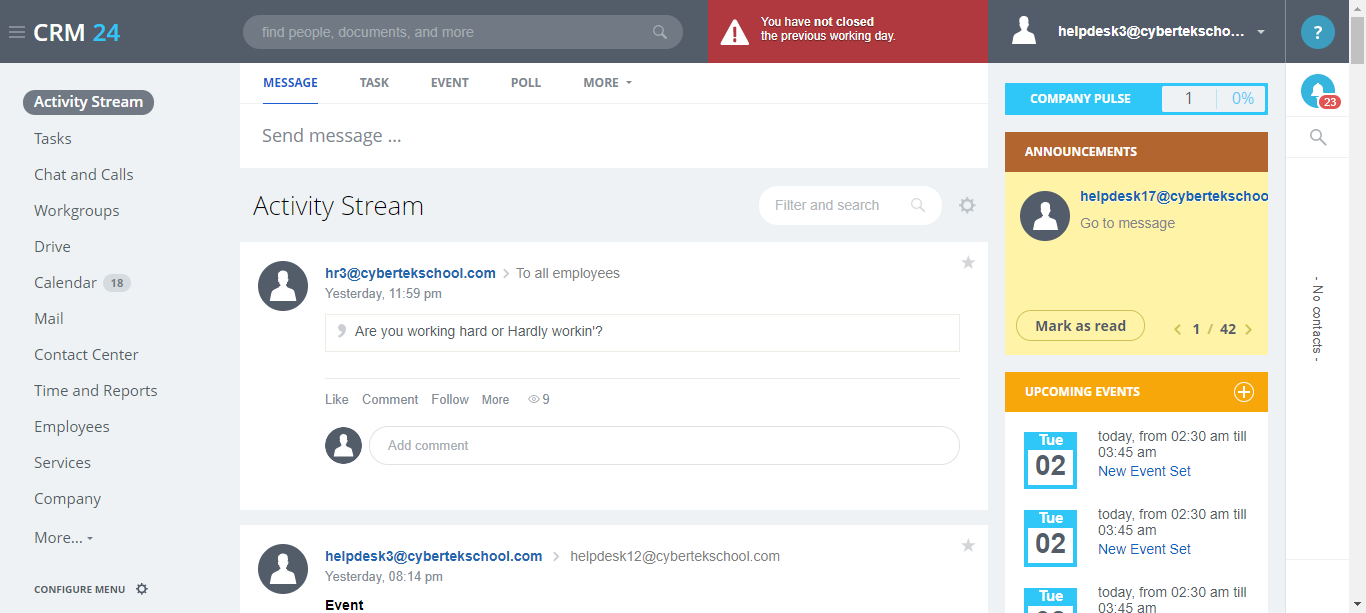 CRM 24
find people, documents, and more
You have not closed
the previous working day.
helpdesk3@cyberteksho...
?
Activity Stream
Tasks
Chat and Calls
Workgroups
Drive
Calendar 18
Mail
Contact Center
Time and Reports
Employees
Services
Company
More...
CONFIGURE MENU
MESSAGE TASK EVENT POLL MORE
Send message ...
Activity Stream
Filter and search
hr3@cybertekschool.com > To all employees
Yesterday, 11:59 pm
Are you working hard or Hardly workin'?
Like Comment Follow More 9
Add comment
helpdesk3@cybertekschool.com > helpdesk12@cybertekschool.com
Yesterday, 08:14 pm
Event
COMPANY PULSE 1 0%
ANNOUNCEMENTS
helpdesk17@cybertekschoo
Go to message
Mark as read < 1 / 42 >
UPCOMING EVENTS
Tue
02
today, from 02:30 am till
03:45 am
New Event Set
Tue
02
today, from 02:30 am till
03:45 am
New Event Set
Tue
today, from 02:30 am till
03:45 am
23
- No contacts -